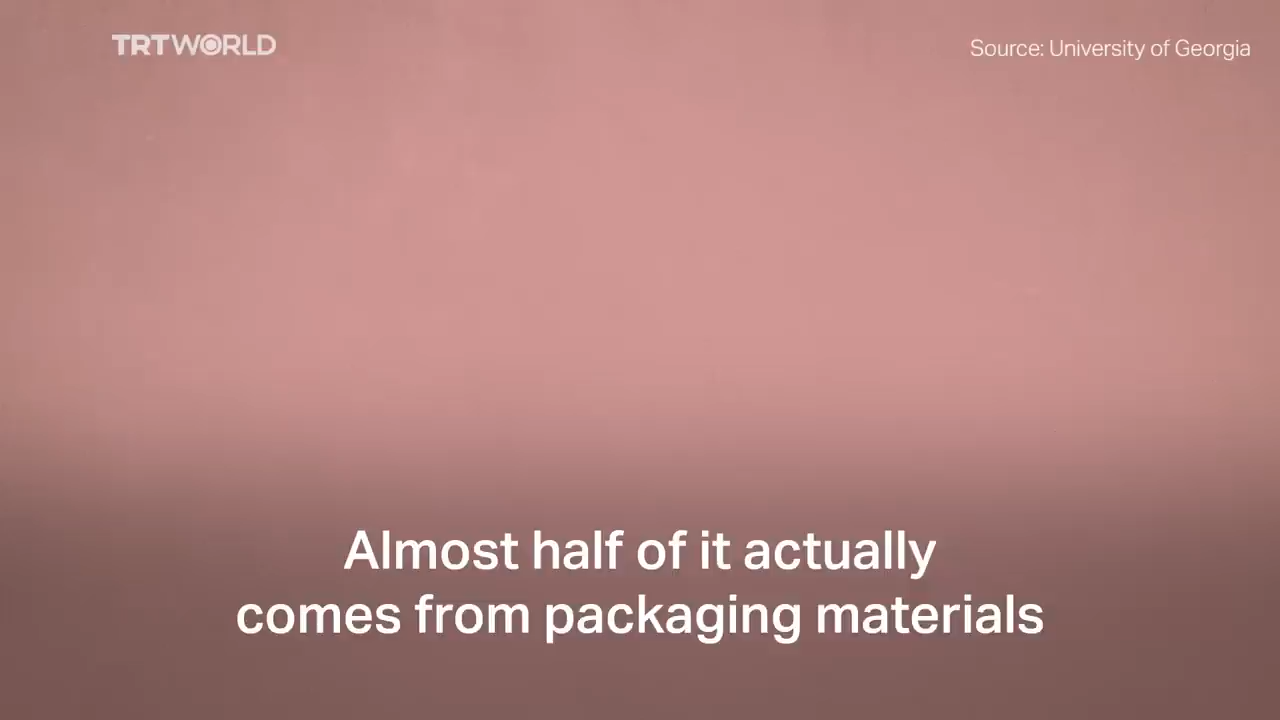 TRTWORLD
Source: University of Georgia
Almost half of it actually
comes from packaging materials